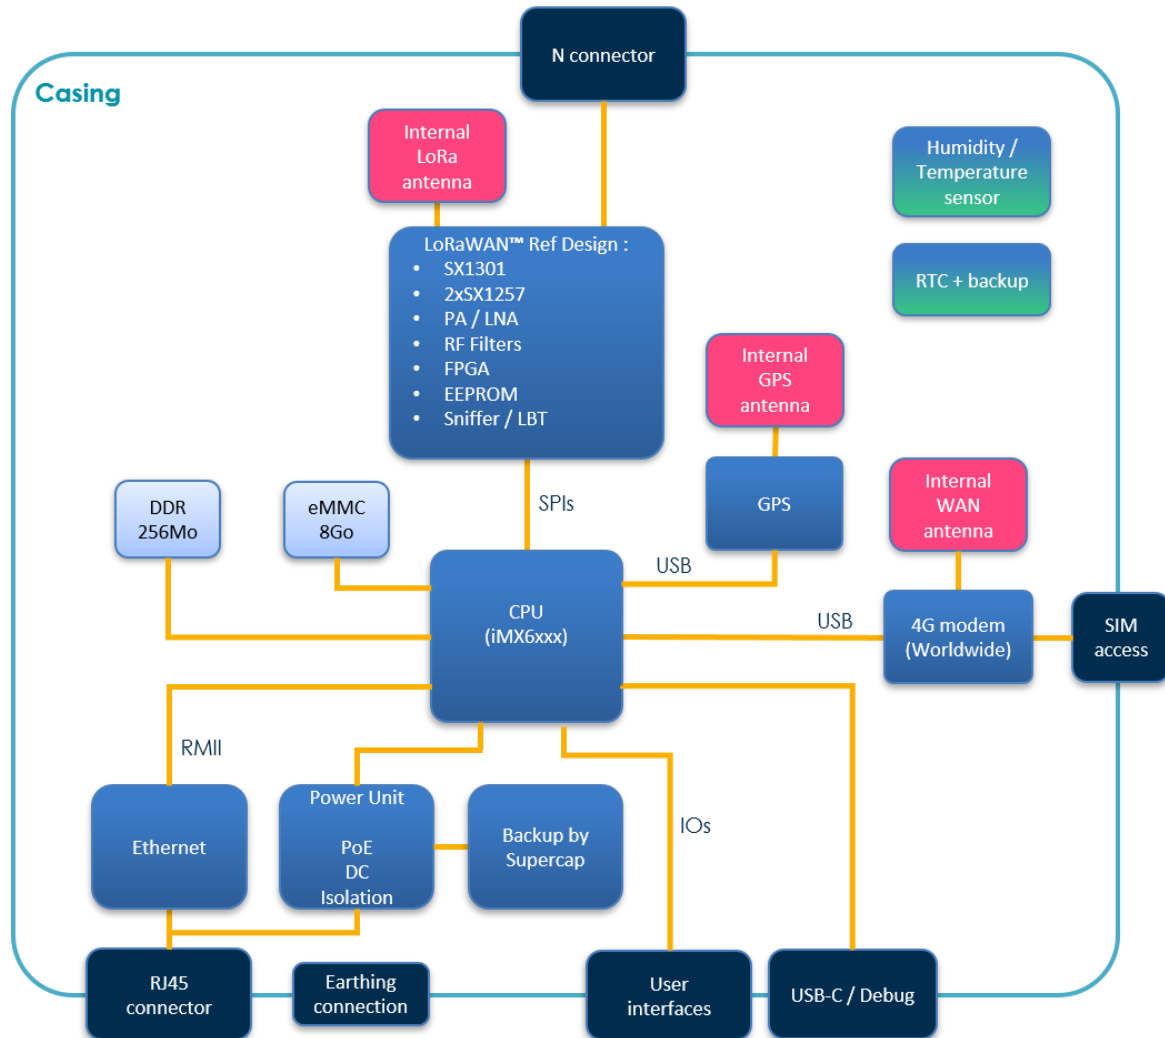 N connector
Casing
Internal
LoRa
antenna
Humidity /
Temperature
sensor
LoRaWAN™ Ref Design :
• SX1301
• 2xSX1257
• PA / LNA
• RF Filters
• FPGA
• EEPROM
• Sniffer / LBT
RTC + backup
Internal
GPS
antenna
DDR
256Mo
eMMC
8Go
SPIs
GPS
Internal
WAN
antenna
USB
CPU
(iMX6xxx)
USB
4G modem
(Worldwide)
SIM
access
RMII
Ethernet
Power Unit
PoE
DC
Isolation
Backup by
Supercap
IOs
RJ45
connector
Earthing
connection
User
interfaces
USB-C / Debug